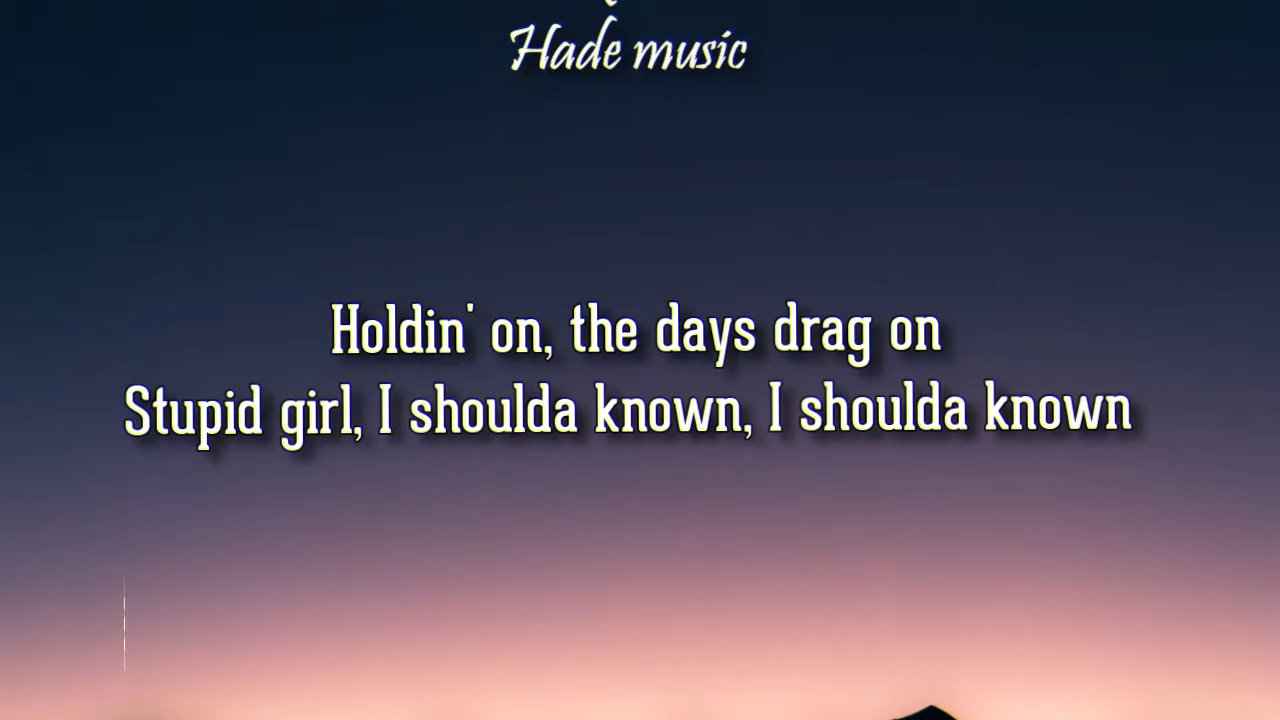 Hade music
Holdin' on, the days drag on
Stupid girl, I shoulda known, I shoulda known